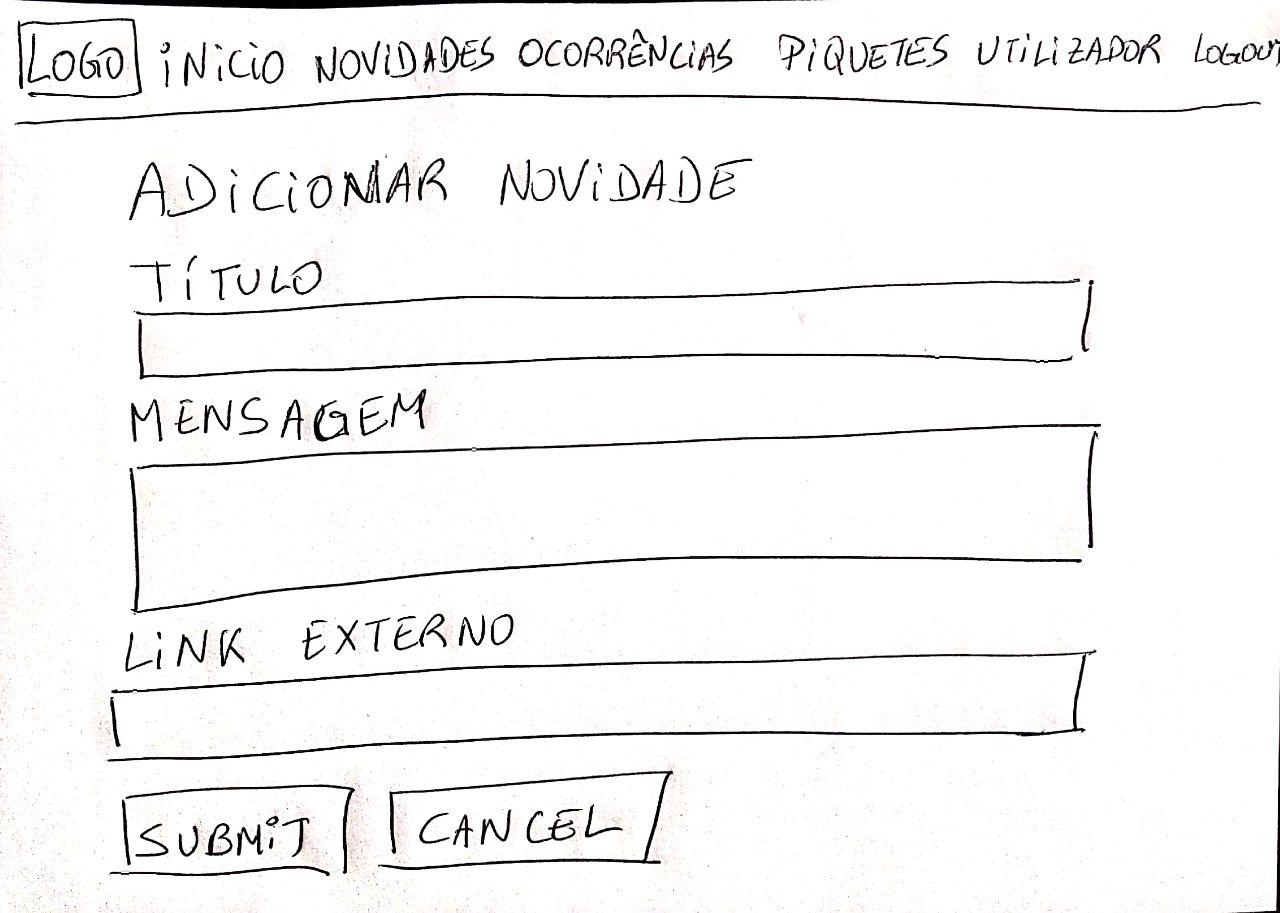 LOGO INICIO NOVIDADES OCORRÊNCIAS PIQUETES UTILIZADOR LOGOUT
ADICIONAR NOVIDADE
TÍTULO
MENSAGEM
LINK EXTERNO
SUBMIT CANCEL